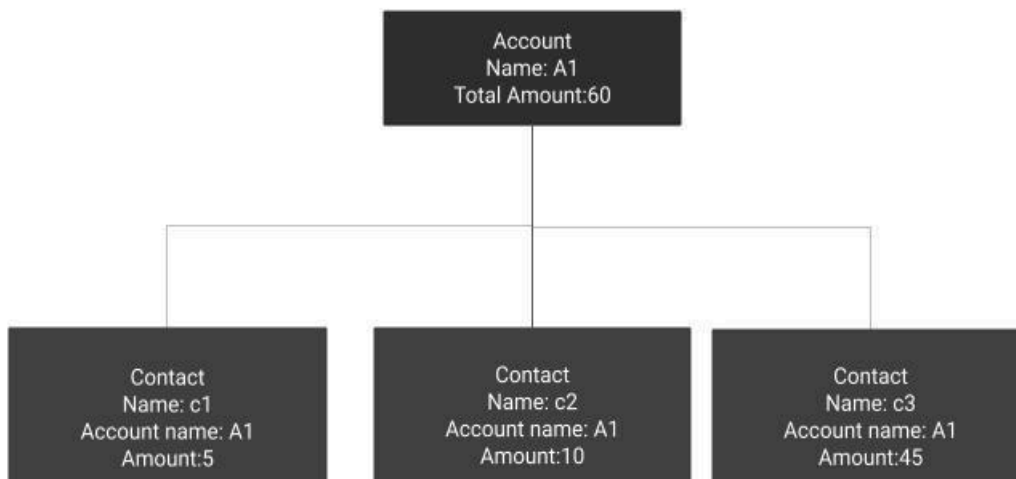 Account
Name: A1
Total Amount:60
Contact
Name: c1
Account name: A1
Amount:5
Contact
Name: c2
Account name: A1
Amount:10
Contact
Name: c3
Account name: A1
Amount:45